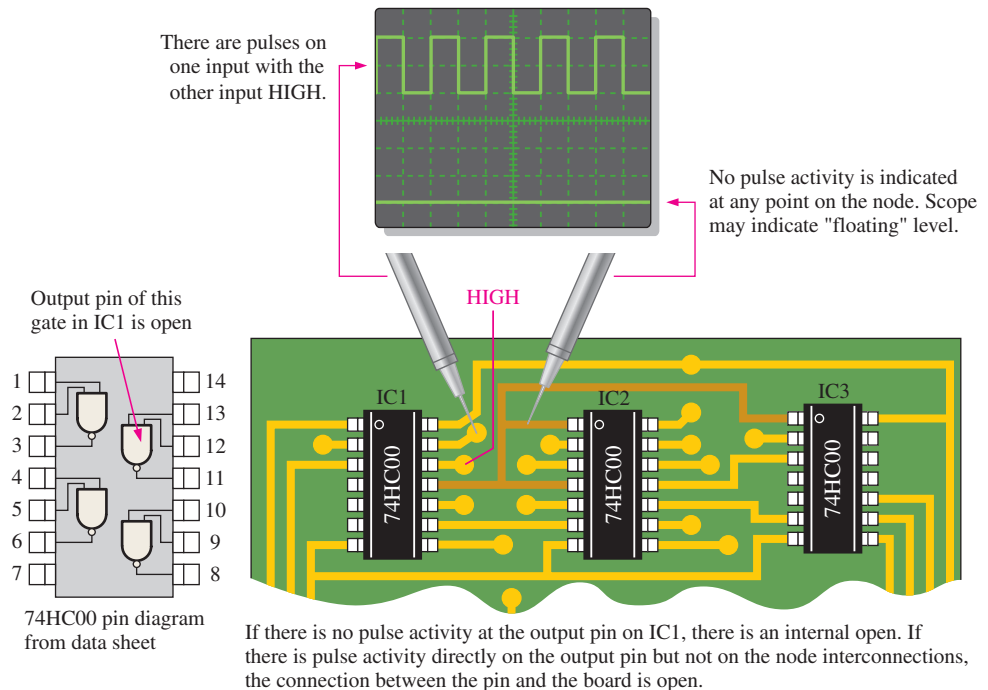 There are pulses on
one input with the
other input HIGH.
No pulse activity is indicated
at any point on the node. Scope
may indicate "floating" level.
Output pin of this
gate in IC1 is open
HIGH
1
2
3
4
5
6
7
14
13
12
11
10
9
8
IC1
74HC00
IC2
74HC00
IC3
74HC00
74HC00 pin diagram
from data sheet
If there is no pulse activity at the output pin on IC1, there is an internal open. If
there is pulse activity directly on the output pin but not on the node interconnections,
the connection between the pin and the board is open.